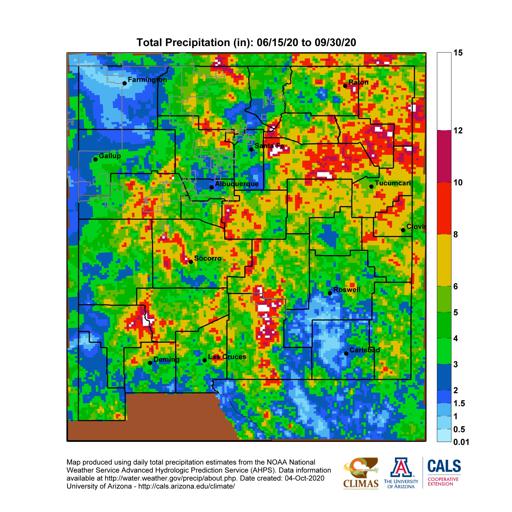 Total Precipitation (in): 06/15/20 to 09/30/20
Farmington
Raton
Santa Fe
Gallup
Albuquerque
Tucumcari
Clovis
Socorro
Roswell
Carlsbad
Deming
Las Cruces
15
12
10
8
6
5
4
3
2
1.5
1
0.5
0.01
Map produced using daily total precipitation estimates from the NOAA National
Weather Service Advanced Hydrologic Prediction Service (AHPS). Data information
available at http://water.weather.gov/precip/about.php. Date created: 04-Oct-2020
University of Arizona - http://cals.arizona.edu/climate/
CLIMAS
A
THE UNIVERSITY
OF ARIZONA
CALS
COOPERATIVE
EXTENSION